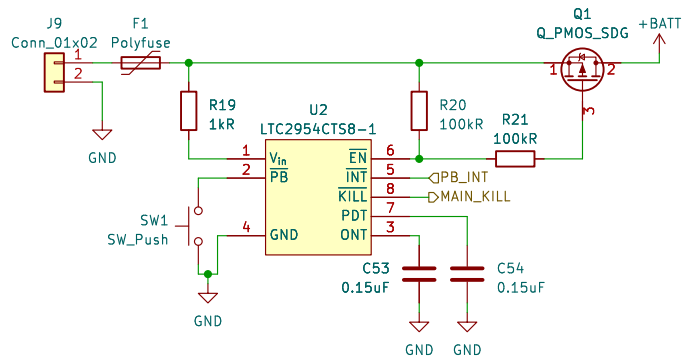 J9
Conn_01x02
1
2
GND
F1
Polyfuse
R19
1kR
U2
LTC2954CTS8-1
1
Vin
2
PB
4
GND
6
EN
5
INT
8
KILL
7
PDT
3
ONT
SW1
SW_Push
GND
R20
100kR
R21
100kR
Q1
Q_PMOS_SDG
1
2
3
+BATT
PB_INT
MAIN_KILL
C53
0.15uF
C54
0.15uF
GND
GND